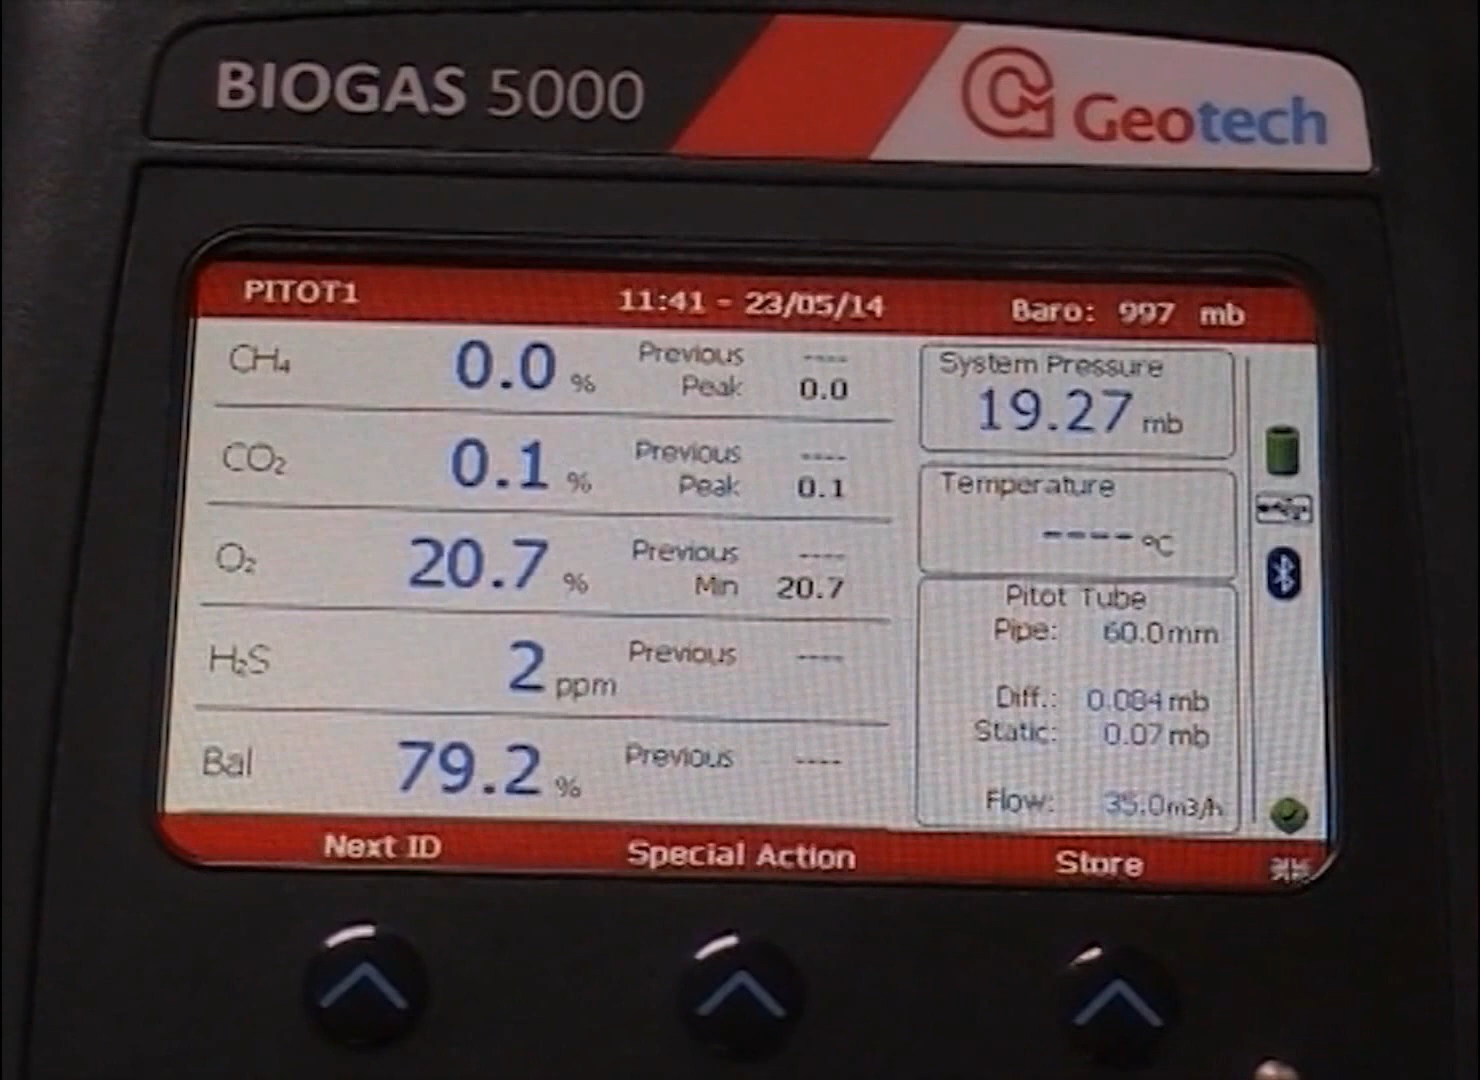 BIOGAS 5000
Geotech
PITOT1 11:41 - 23/05/14 Baro: 997 mb
CH₄ 0.0 % Previous ----
Peak 0.0
CO₂ 0.1 % Previous ----
Peak 0.1
O₂ 20.7 % Previous ----
Min 20.7
H₂S 2 ppm Previous ----
Bal 79.2 % Previous ----
System Pressure
19.27 mb
Temperature
---- °C
Pitot Tube
Pipe: 60.0mm
Diff.: 0.084 mb
Static: 0.07 mb
Flow: 35.0m3/h
Next ID Special Action Store